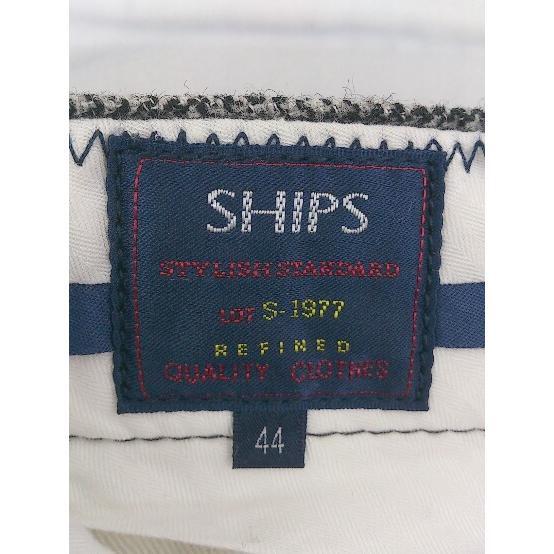 SHIPS
STYLISH STANDARD
LOT S-1977
REFINED
QUALITY CLOTHES
44